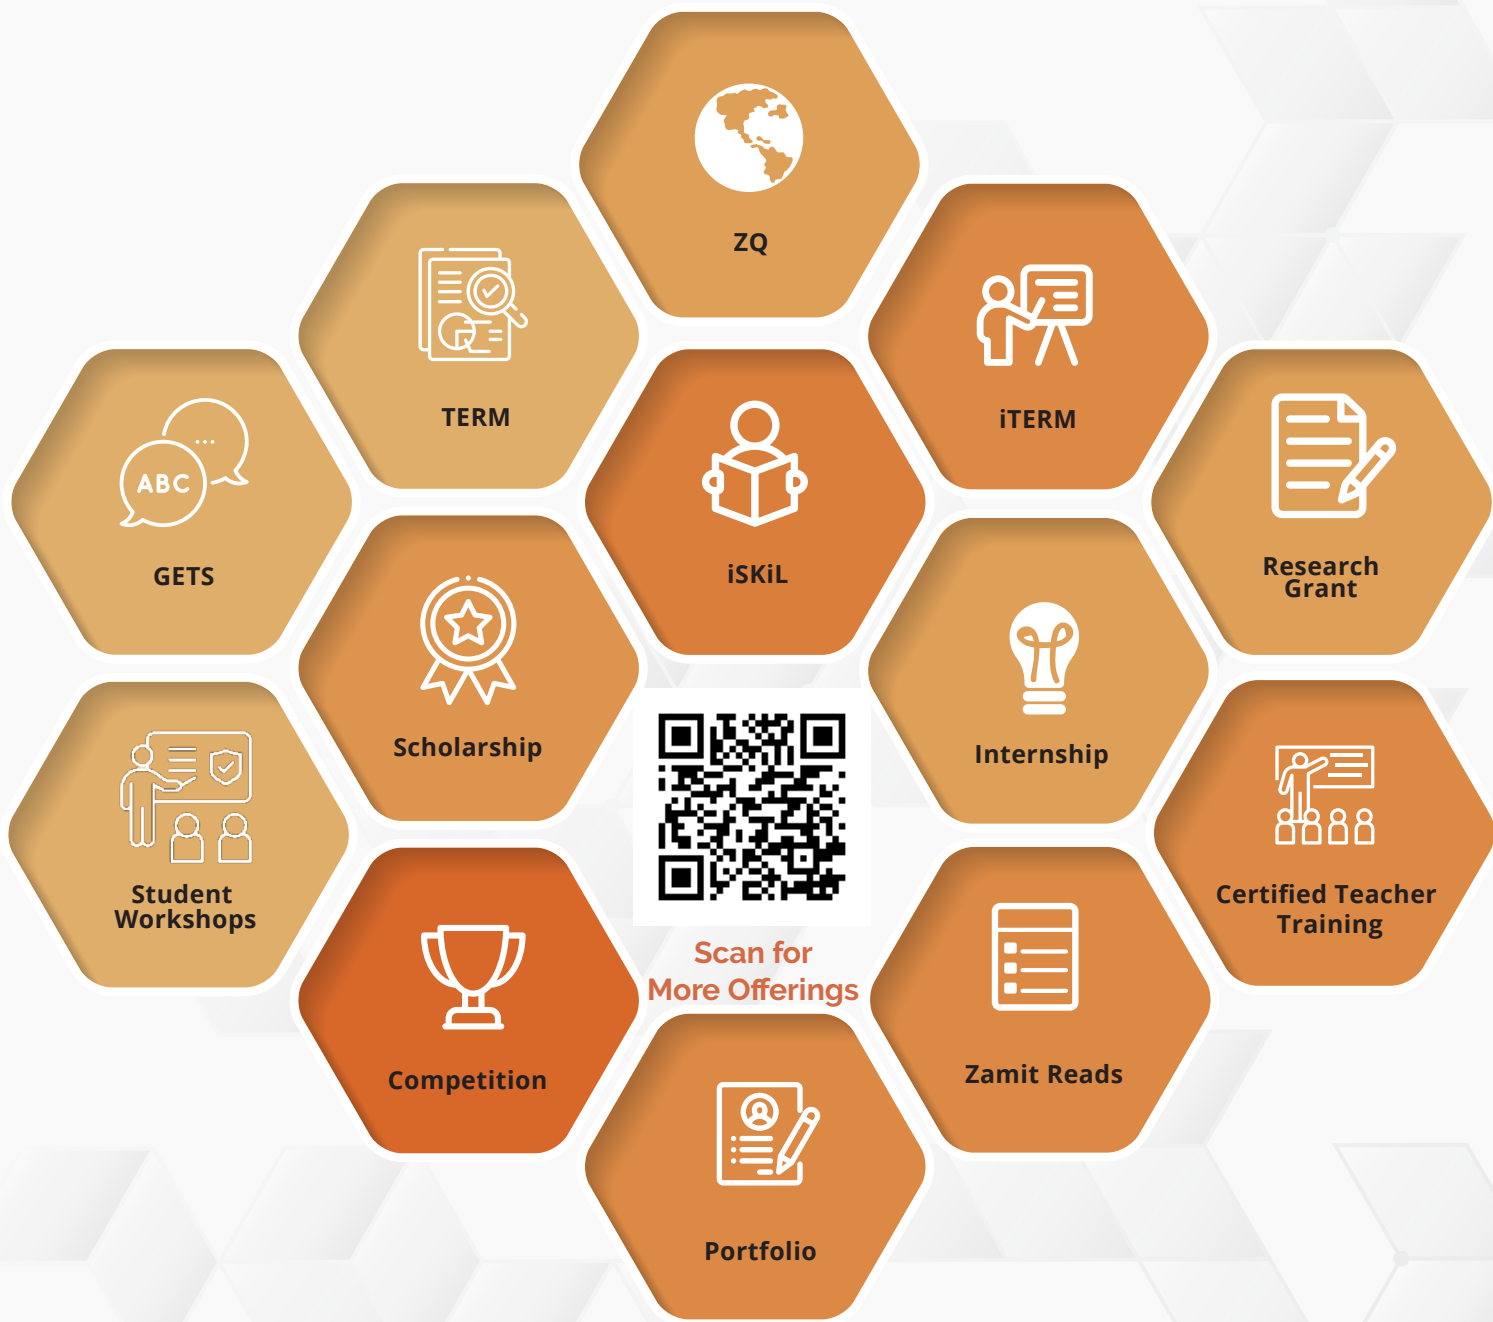 ZQ
TERM
iTERM
ABC
GETS
iSKiL
Research
Grant
Scholarship
Internship
Student
Workshops
Certified Teacher
Training
Scan for
More Offerings
Competition
Zamit Reads
Portfolio